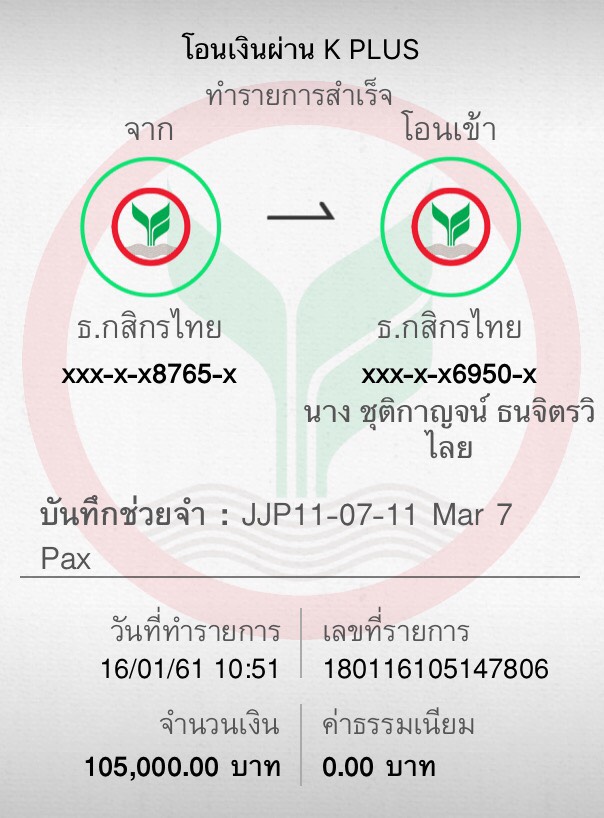 โอนเงินผ่าน K PLUS
ทำรายการสำเร็จ
จาก
โอนเข้า
ธ.กสิกรไทย
ธ.กสิกรไทย
xxx-x-x8765-x
xxx-x-x6950-x
นาง ชุติกาญจน์ ธนจิตรวิ
ไลย
บันทึกช่วยจำ : JJP11-07-11 Mar 7
Pax
วันที่ทำรายการ
เลขที่รายการ
16/01/61 10:51
180116105147806
จำนวนเงิน
ค่าธรรมเนียม
105,000.00 บาท
0.00 บาท